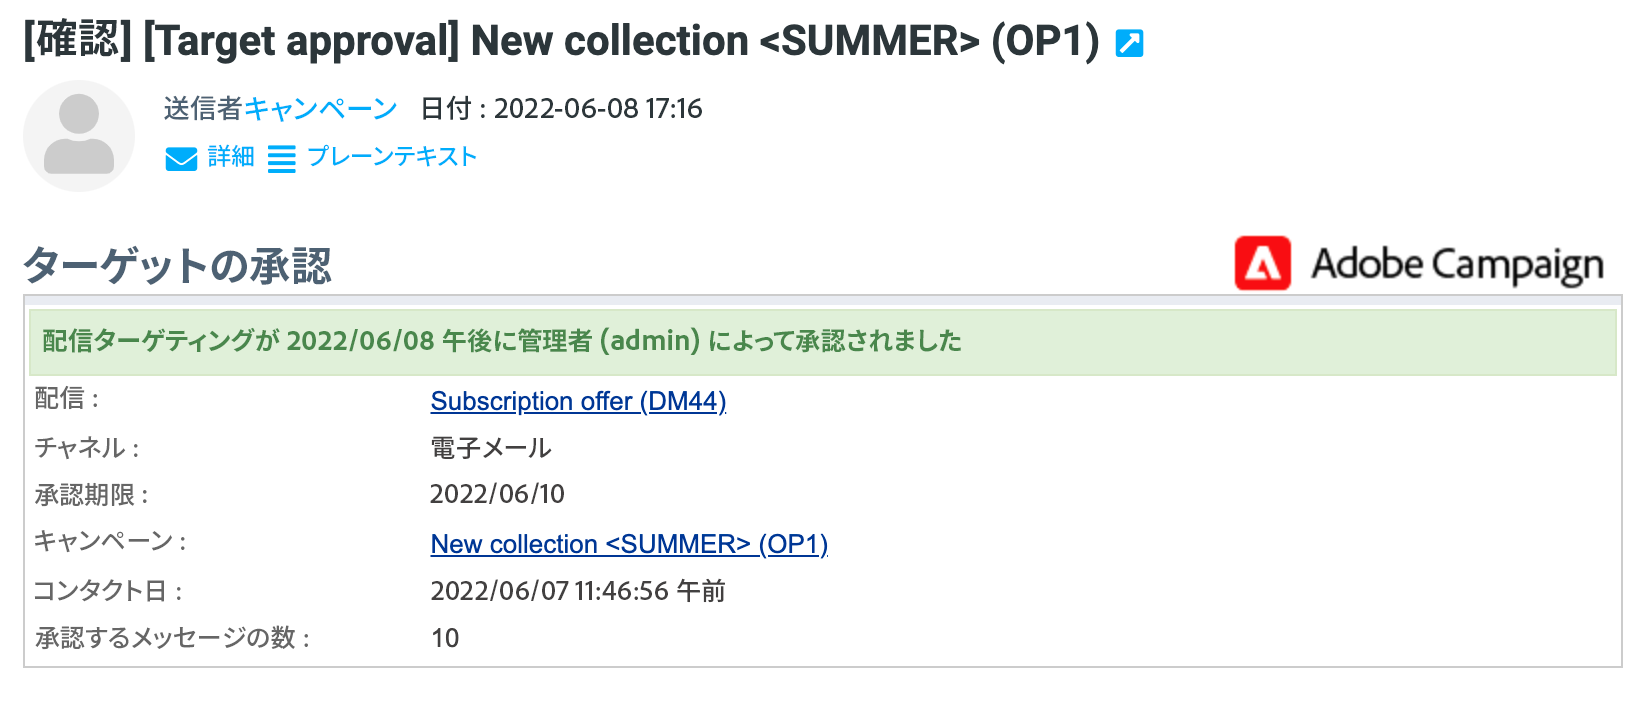 [確認] [Target approval] New collection <SUMMER> (OP1)
送信者キャンペーン 日付 : 2022-06-08 17:16
詳細 プレーンテキスト
ターゲットの承認
Adobe Campaign
配信ターゲティングが 2022/06/08 午後に管理者 (admin) によって承認されました
配信 : Subscription offer (DM44)
チャネル : 電子メール
承認期限 : 2022/06/10
キャンペーン : New collection <SUMMER> (OP1)
コンタクト日 : 2022/06/07 11:46:56 午前
承認するメッセージの数 : 10